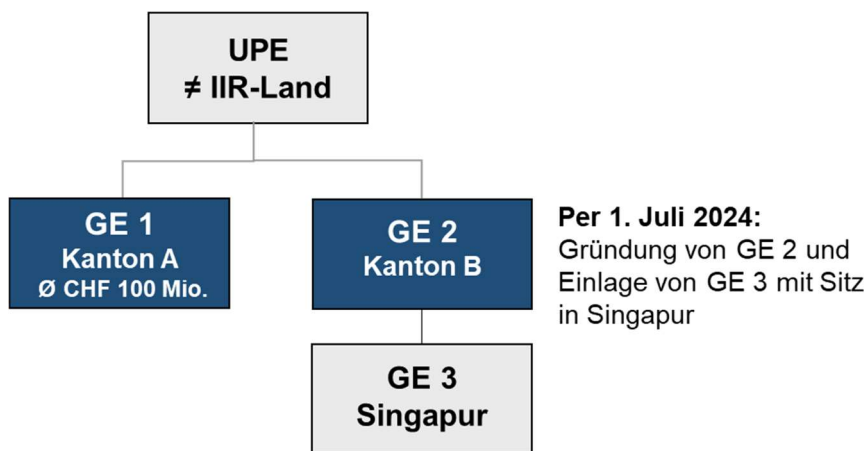 UPE
≠ IIR-Land
GE 1
Kanton A
Ø CHF 100 Mio.
GE 2
Kanton B
Per 1. Juli 2024:
Gründung von GE 2 und
Einlage von GE 3 mit Sitz
in Singapur
GE 3
Singapur